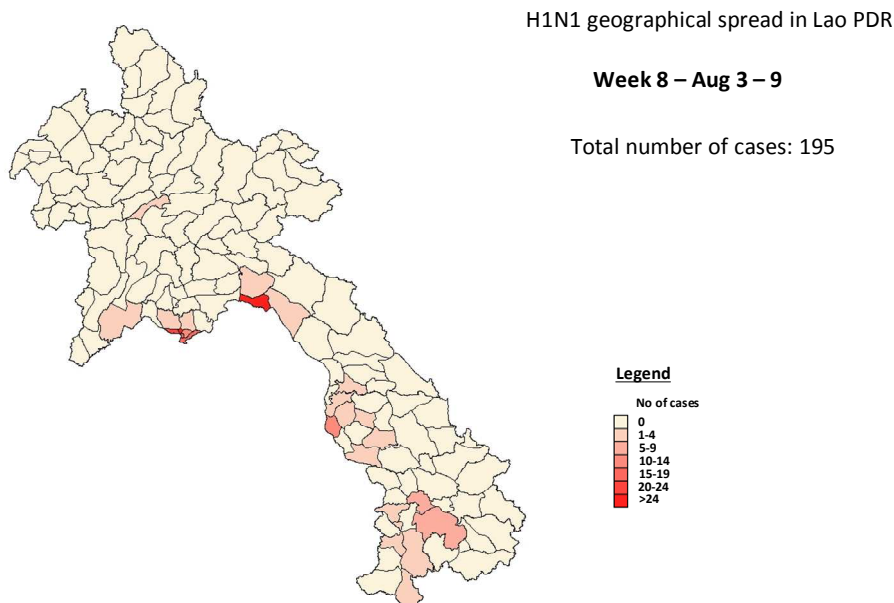 H1N1 geographical spread in Lao PDR
Week 8 – Aug 3 – 9
Total number of cases: 195
Legend
No of cases
0
1-4
5-9
10-14
15-19
20-24
>24